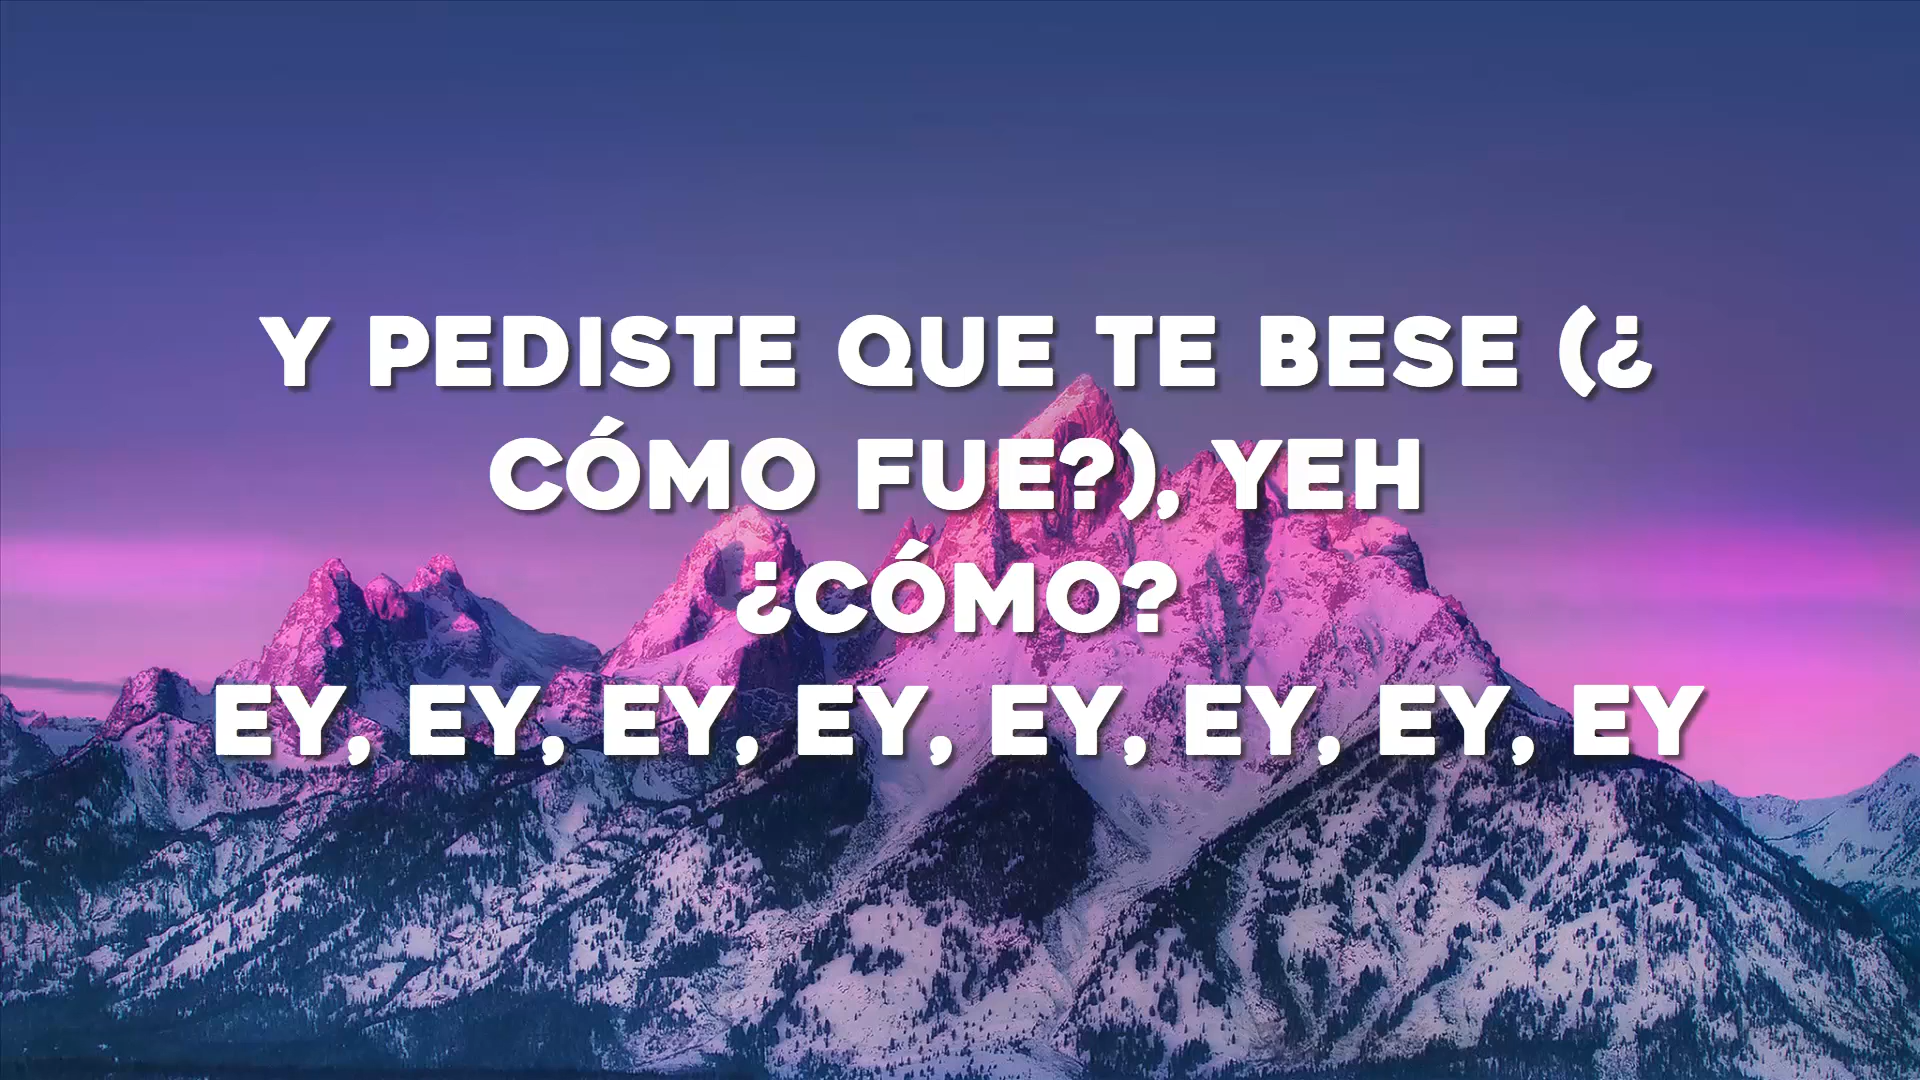 Y PEDISTE QUE TE BESE (¿
CÓMO FUE?), YEH
¿CÓMO?
EY, EY, EY, EY, EY, EY, EY, EY